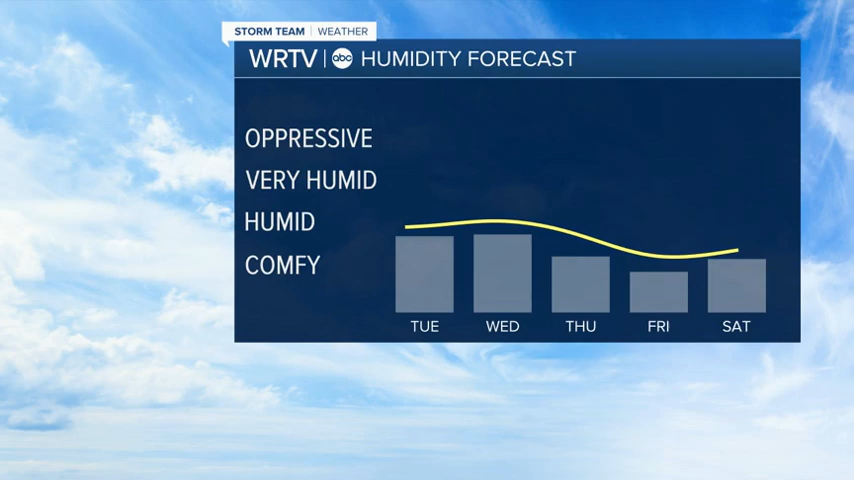 STORM TEAM | WEATHER
WRTV | abc HUMIDITY FORECAST
OPPRESSIVE
VERY HUMID
HUMID
COMFY
TUE WED THU FRI SAT